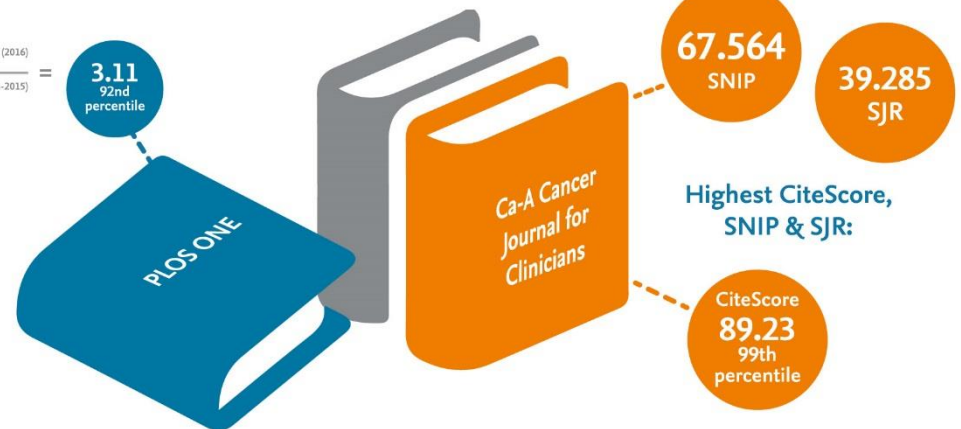 (2016)
-2015)
=
3.11
92nd
percentile
PLOS ONE
Ca-A Cancer
Journal for
Clinicians
67.564
SNIP
39.285
SJR
Highest CiteScore,
SNIP & SJR:
CiteScore
89.23
99th
percentile